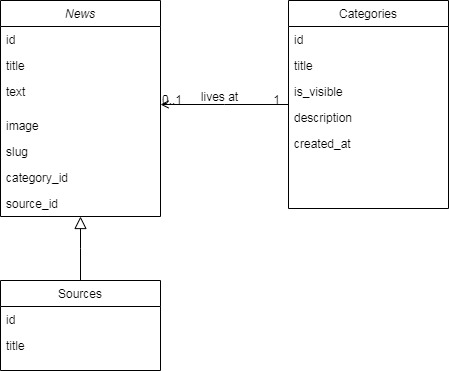 News
id
title
text
image
slug
category_id
source_id
0..1
lives at
1
Categories
id
title
is_visible
description
created_at
Sources
id
title